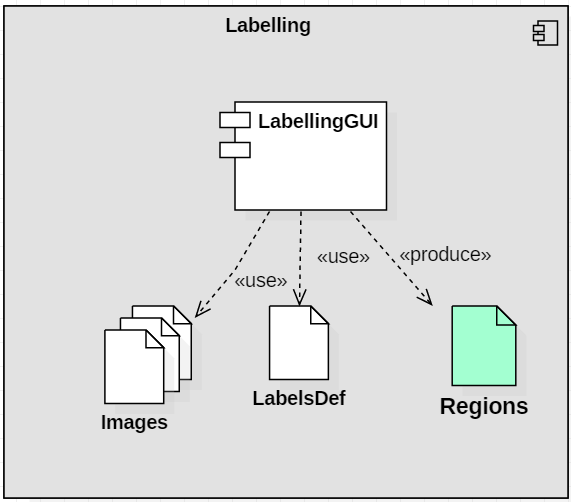 Labelling
LabellingGUI
«use»
«produce»
«use»
Images
LabelsDef
Regions